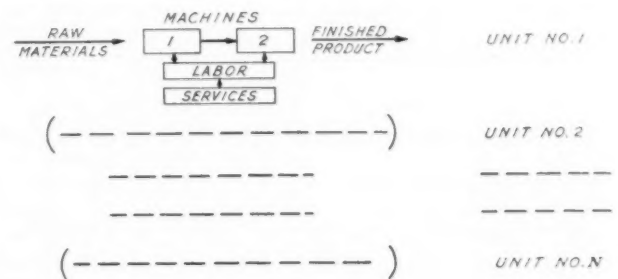 MACHINES
RAW MATERIALS
1 2
FINISHED PRODUCT
UNIT NO.1
LABOR
SERVICES
UNIT NO.2
UNIT NO.N